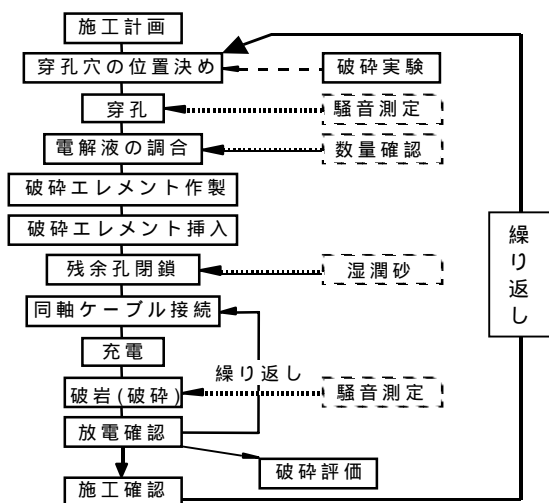 施工計画
穿孔穴の位置決め
破砕実験
穿孔
騒音測定
電解液の調合
数量確認
破砕エレメント作製
破砕エレメント挿入
残余孔閉鎖
湿潤砂
同軸ケーブル接続
充電
繰り返し
破岩(破砕)
騒音測定
放電確認
破砕評価
施工確認
繰り返し